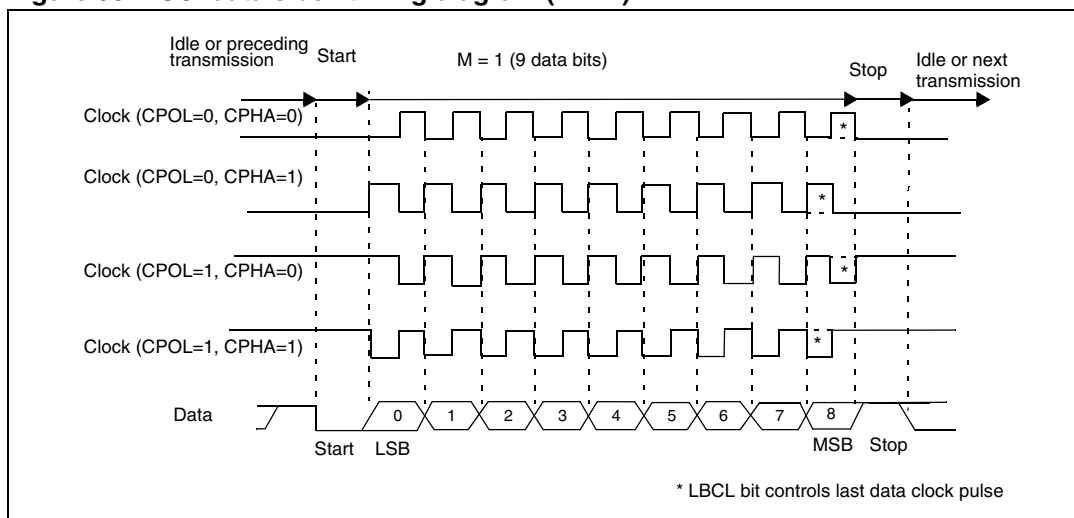 Idle or preceding
transmission
Start
M = 1 (9 data bits)
Stop
Idle or next
transmission
Clock (CPOL=0, CPHA=0)
*
Clock (CPOL=0, CPHA=1)
*
Clock (CPOL=1, CPHA=0)
*
Clock (CPOL=1, CPHA=1)
*
Data
0 1 2 3 4 5 6 7 8
Start LSB MSB Stop
* LBCL bit controls last data clock pulse